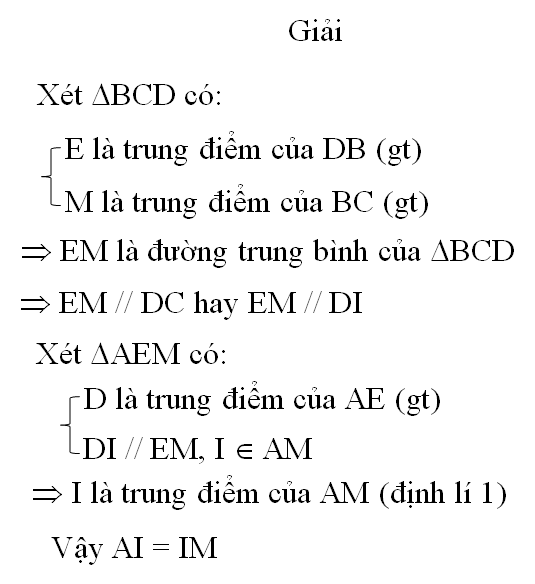 Giải
Xét ΔBCD có:
E là trung điểm của DB (gt)
M là trung điểm của BC (gt)
⇒ EM là đường trung bình của ΔBCD
⇒ EM // DC hay EM // DI
Xét ΔAEM có:
D là trung điểm của AE (gt)
DI // EM, I ∈ AM
⇒ I là trung điểm của AM (định lí 1)
Vậy AI = IM